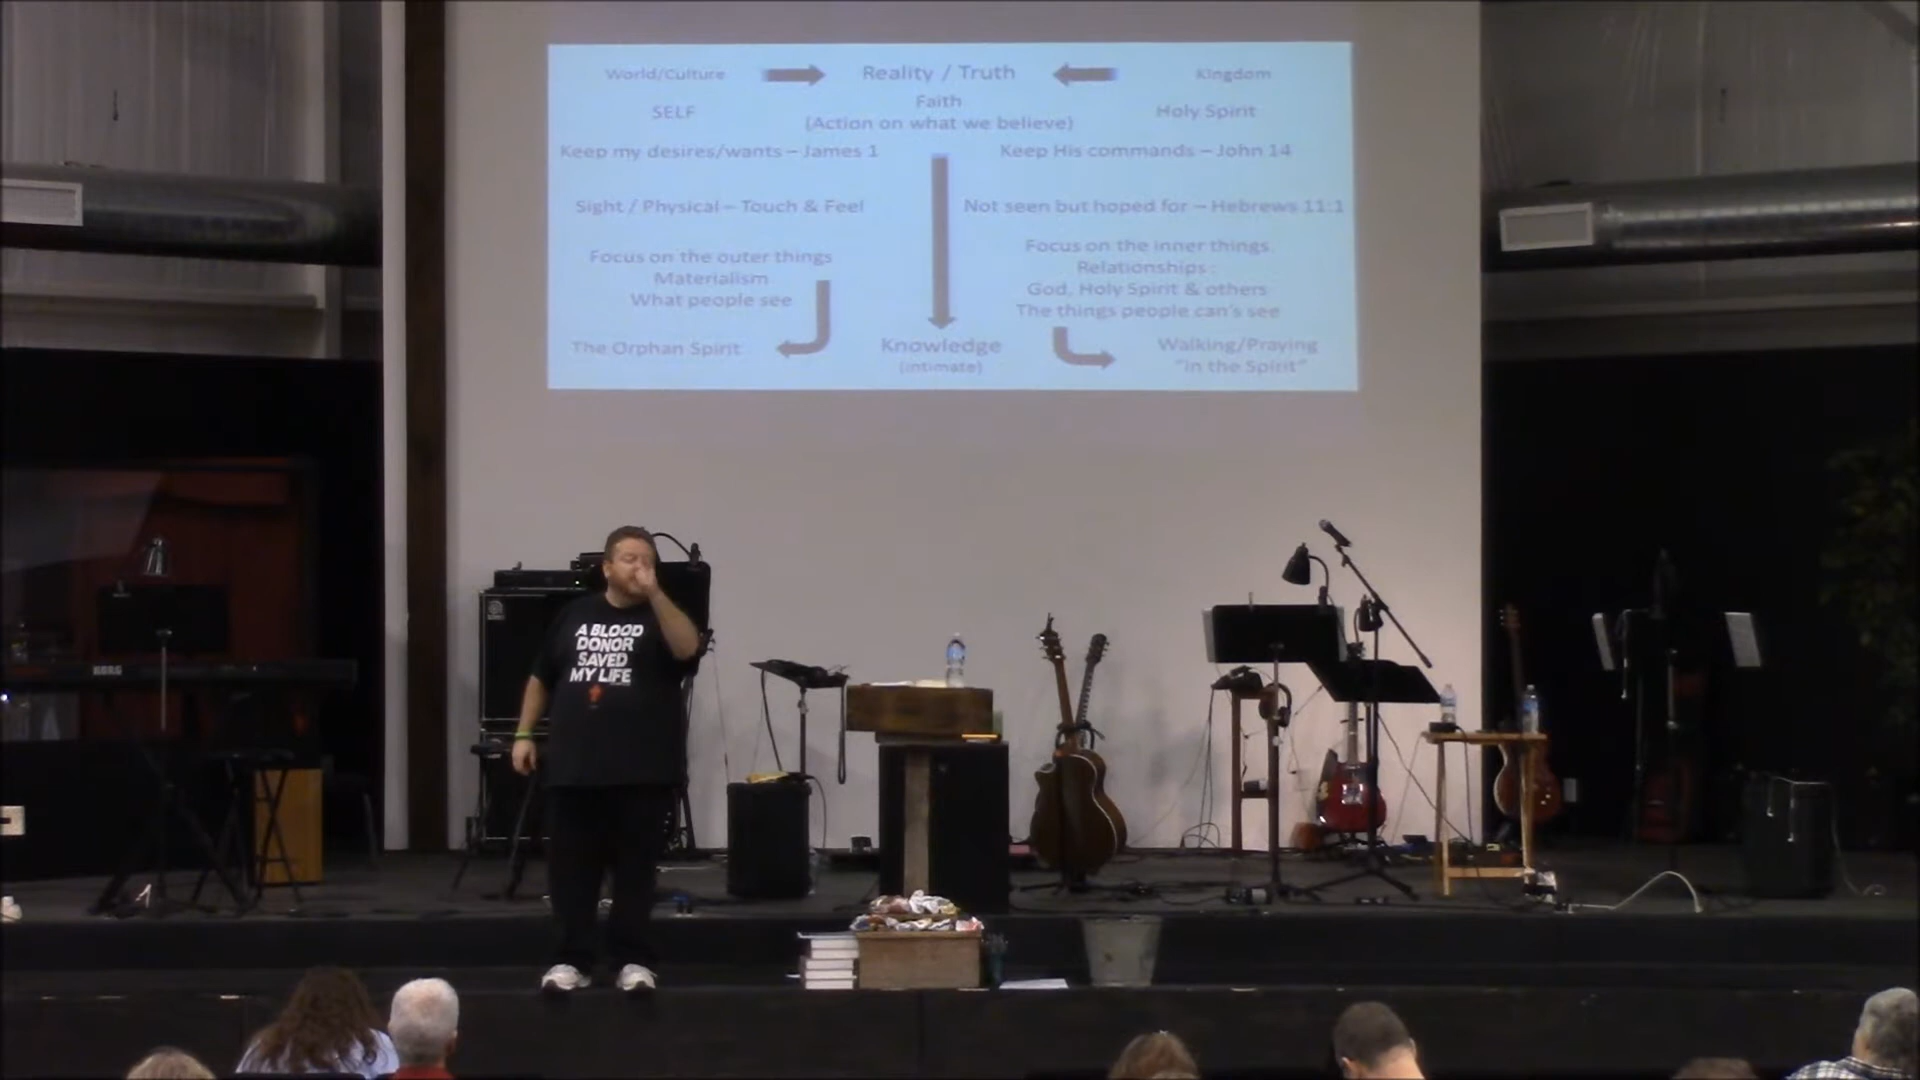 World/Culture
Reality / Truth
Kingdom
SELF
Faith
(Action on what we believe)
Holy Spirit
Keep my desires/wants – James 1
Keep His commands – John 14
Sight / Physical – Touch & Feel
Not seen but hoped for – Hebrews 11:1
Focus on the outer things
Materialism
What people see
Focus on the inner things
Relationships :
God, Holy Spirit & others
The things people can's see
The Orphan Spirit
Knowledge
(intimate)
Walking/Praying
"in the Spirit"
A BLOOD
DONOR
SAVED
MY LIFE
KORG